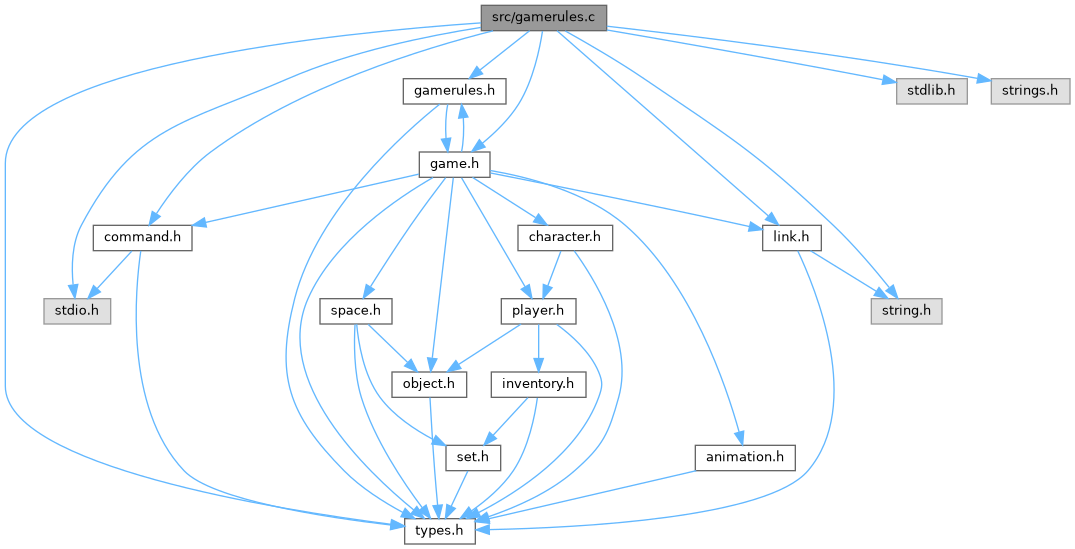 src/gamerules.c
gamerules.h
stdlib.h
strings.h
game.h
command.h
character.h
link.h
stdio.h
space.h
player.h
string.h
object.h
inventory.h
set.h
animation.h
types.h